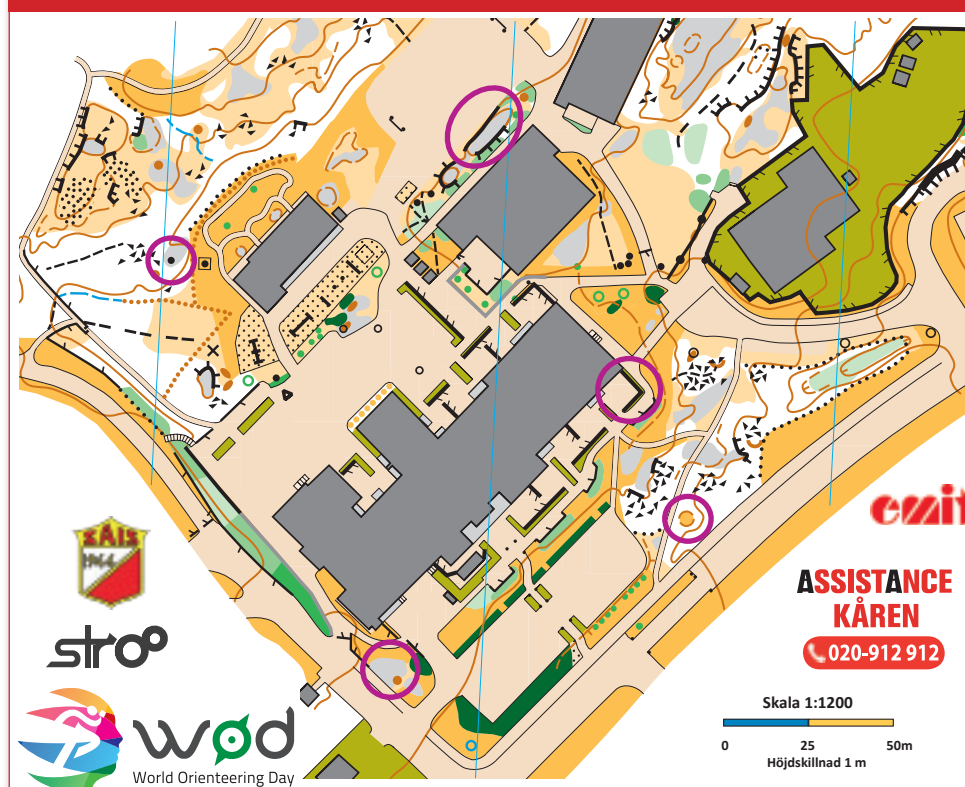 SAIS
1944
stroo
wod
World Orienteering Day
emit
ASSISTANCE
KÅREN
020-912 912
Skala 1:1200
0 25 50m
Höjdskillnad 1 m